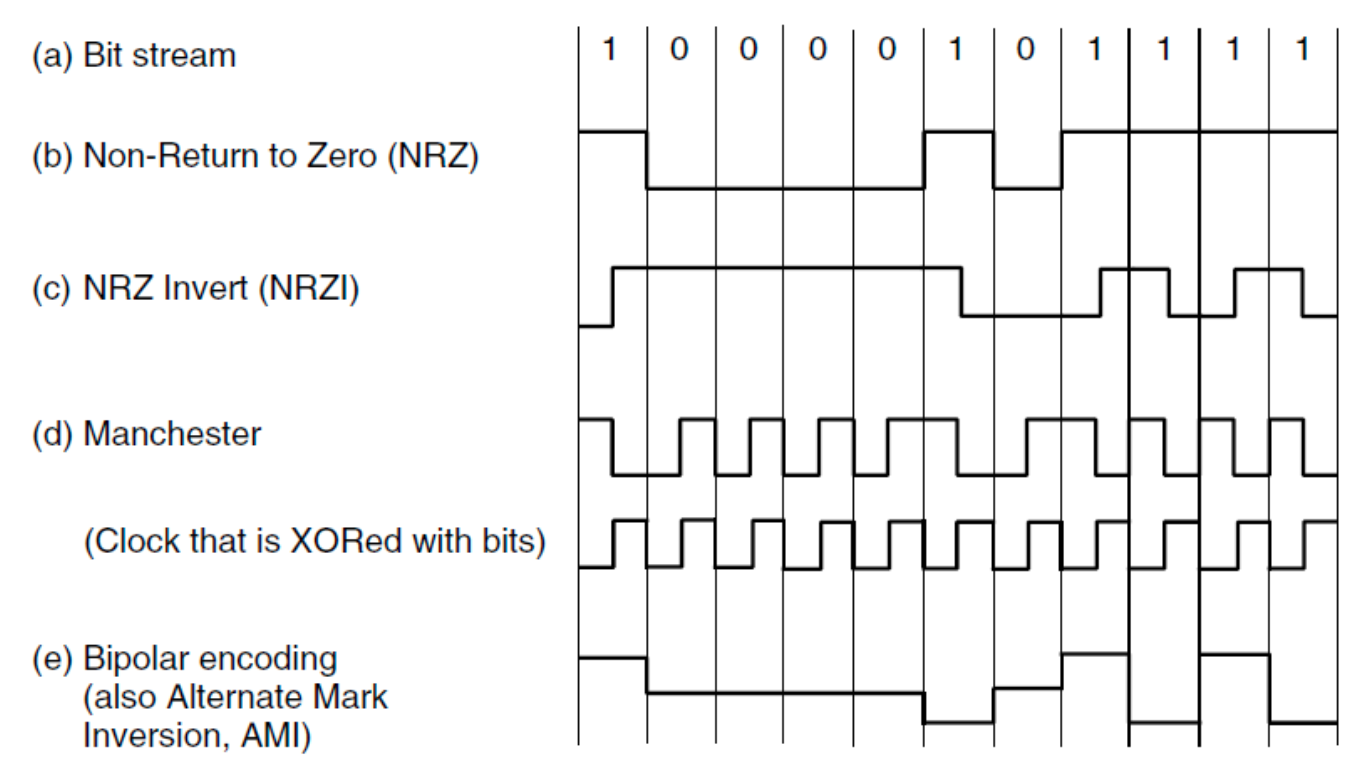 (a) Bit stream 1 0 0 0 0 1 0 1 1 1 1
(b) Non-Return to Zero (NRZ)
(c) NRZ Invert (NRZI)
(d) Manchester
(Clock that is XORed with bits)
(e) Bipolar encoding
(also Alternate Mark
Inversion, AMI)